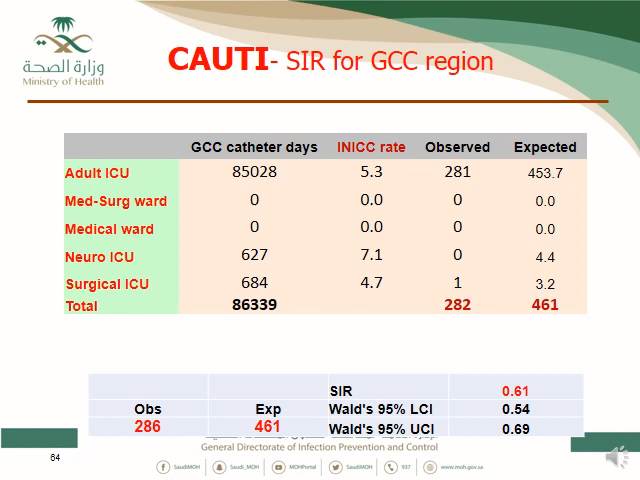 وزارة الصحة
Ministry of Health
CAUTI- SIR for GCC region
GCC catheter days INICC rate Observed Expected
Adult ICU 85028 5.3 281 453.7
Med-Surg ward 0 0.0 0 0.0
Medical ward 0 0.0 0 0.0
Neuro ICU 627 7.1 0 4.4
Surgical ICU 684 4.7 1 3.2
Total 86339 282 461
SIR 0.61
Obs Exp Wald's 95% LCI 0.54
286 461 Wald's 95% UCI 0.69
General Directorate of Infection Prevention and Control
64
SaudiMOH Saudi_MOH MOHPortal SaudiMOH 937 www.moh.gov.sa